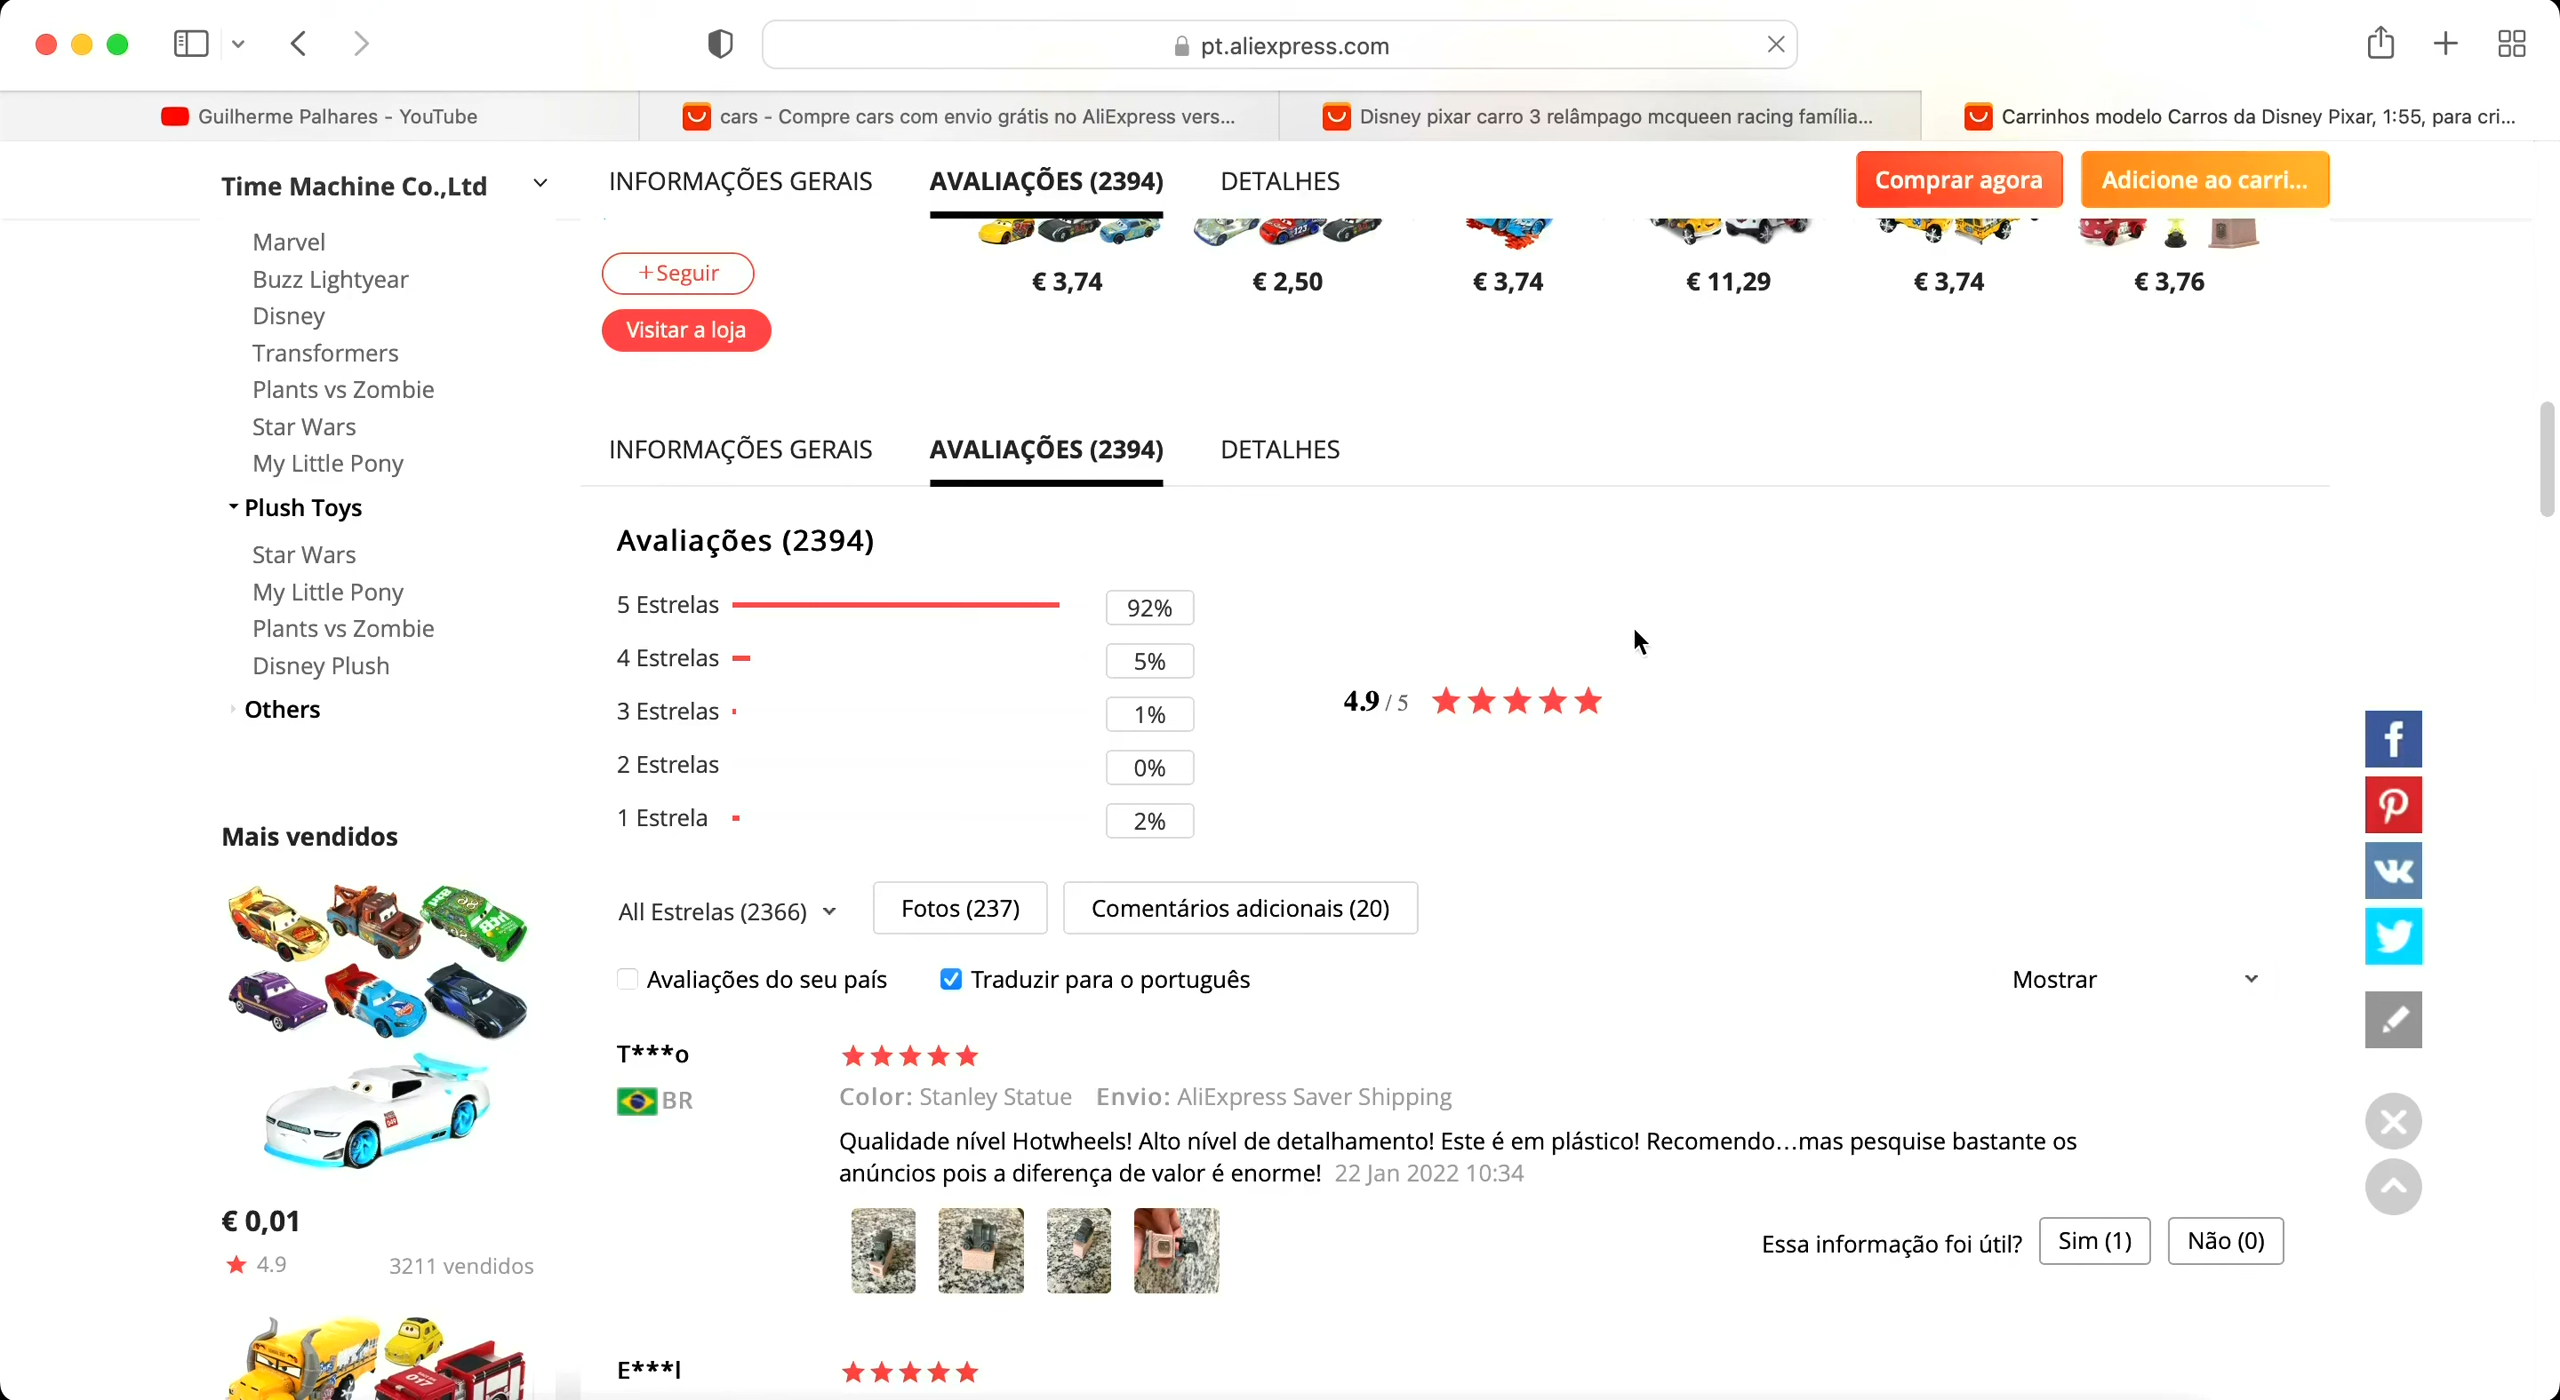 pt.aliexpress.com
Guilherme Palhares - YouTube
cars - Compre cars com envio grátis no AliExpress vers...
Disney pixar carro 3 relâmpago mcqueen racing família...
Carrinhos modelo Carros da Disney Pixar, 1:55, para cri...
Time Machine Co.,Ltd
INFORMAÇÕES GERAIS
AVALIAÇÕES (2394)
DETALHES
Comprar agora
Adicione ao carri...
Marvel
Buzz Lightyear
Disney
Transformers
Plants vs Zombie
Star Wars
My Little Pony
Plush Toys
Star Wars
My Little Pony
Plants vs Zombie
Disney Plush
Others
+Seguir
Visitar a loja
€ 3,74
€ 2,50
€ 3,74
€ 11,29
€ 3,74
€ 3,76
INFORMAÇÕES GERAIS
AVALIAÇÕES (2394)
DETALHES
Avaliações (2394)
5 Estrelas 92%
4 Estrelas 5%
3 Estrelas 1%
2 Estrelas 0%
1 Estrela 2%
4.9 / 5
All Estrelas (2366)
Fotos (237)
Comentários adicionais (20)
Avaliações do seu país
Traduzir para o português
Mostrar
Mais vendidos
€ 0,01
4.9
3211 vendidos
017
T***o
BR
Color: Stanley Statue Envio: AliExpress Saver Shipping
Qualidade nível Hotwheels! Alto nível de detalhamento! Este é em plástico! Recomendo...mas pesquise bastante os
anúncios pois a diferença de valor é enorme! 22 Jan 2022 10:34
Essa informação foi útil?
Sim (1)
Não (0)
E***l